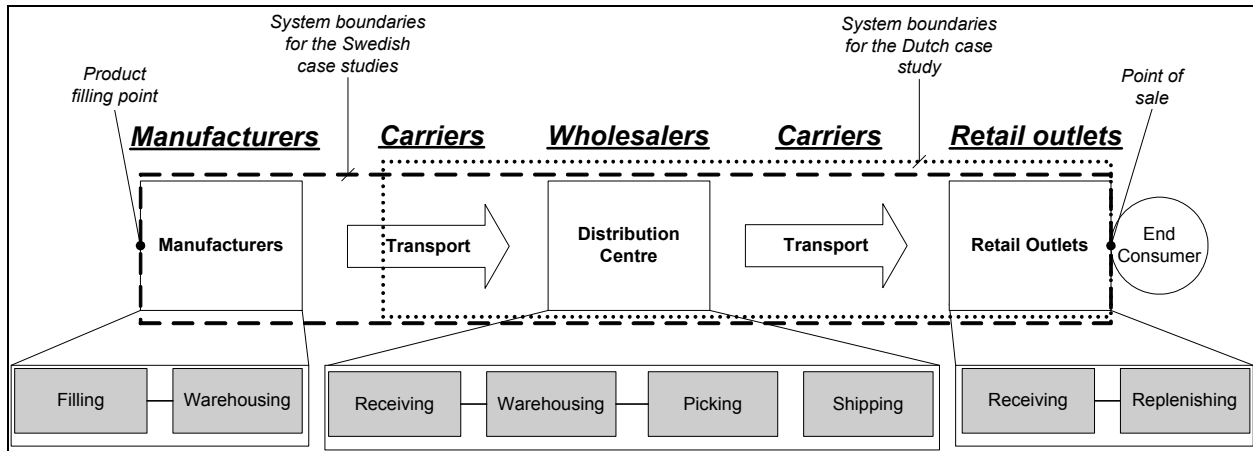 System boundaries
for the Swedish
case studies
System boundaries
for the Dutch case
study
Product
filling point
Point of
sale
Manufacturers
Carriers
Wholesalers
Carriers
Retail outlets
Manufacturers
Transport
Distribution
Centre
Transport
Retail Outlets
End
Consumer
Filling
Warehousing
Receiving
Warehousing
Picking
Shipping
Receiving
Replenishing